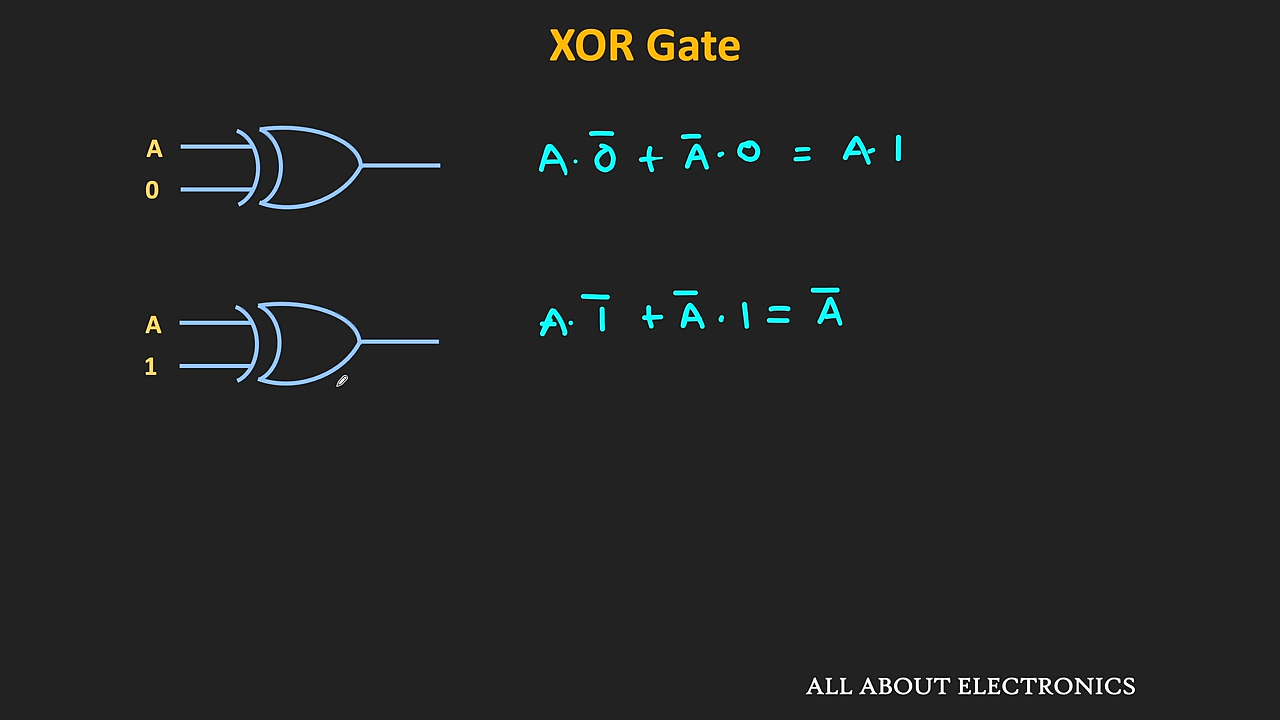 XOR Gate
A
0
A · 0̅ + A̅ · 0 = A · 1
A
1
A · 1̅ + A̅ · 1 = A̅
ALL ABOUT ELECTRONICS